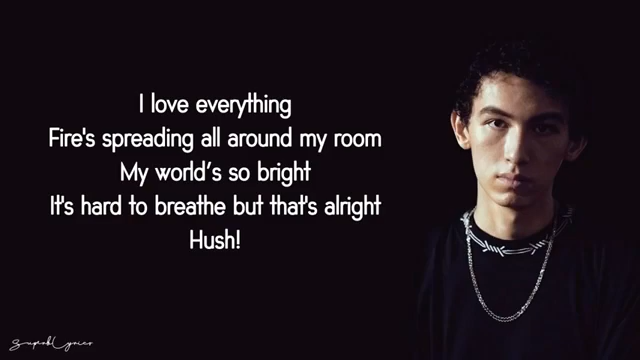 I love everything
Fire's spreading all around my room
My world's so bright
It's hard to breathe but that's alright
Hush!
SuperbLyrics